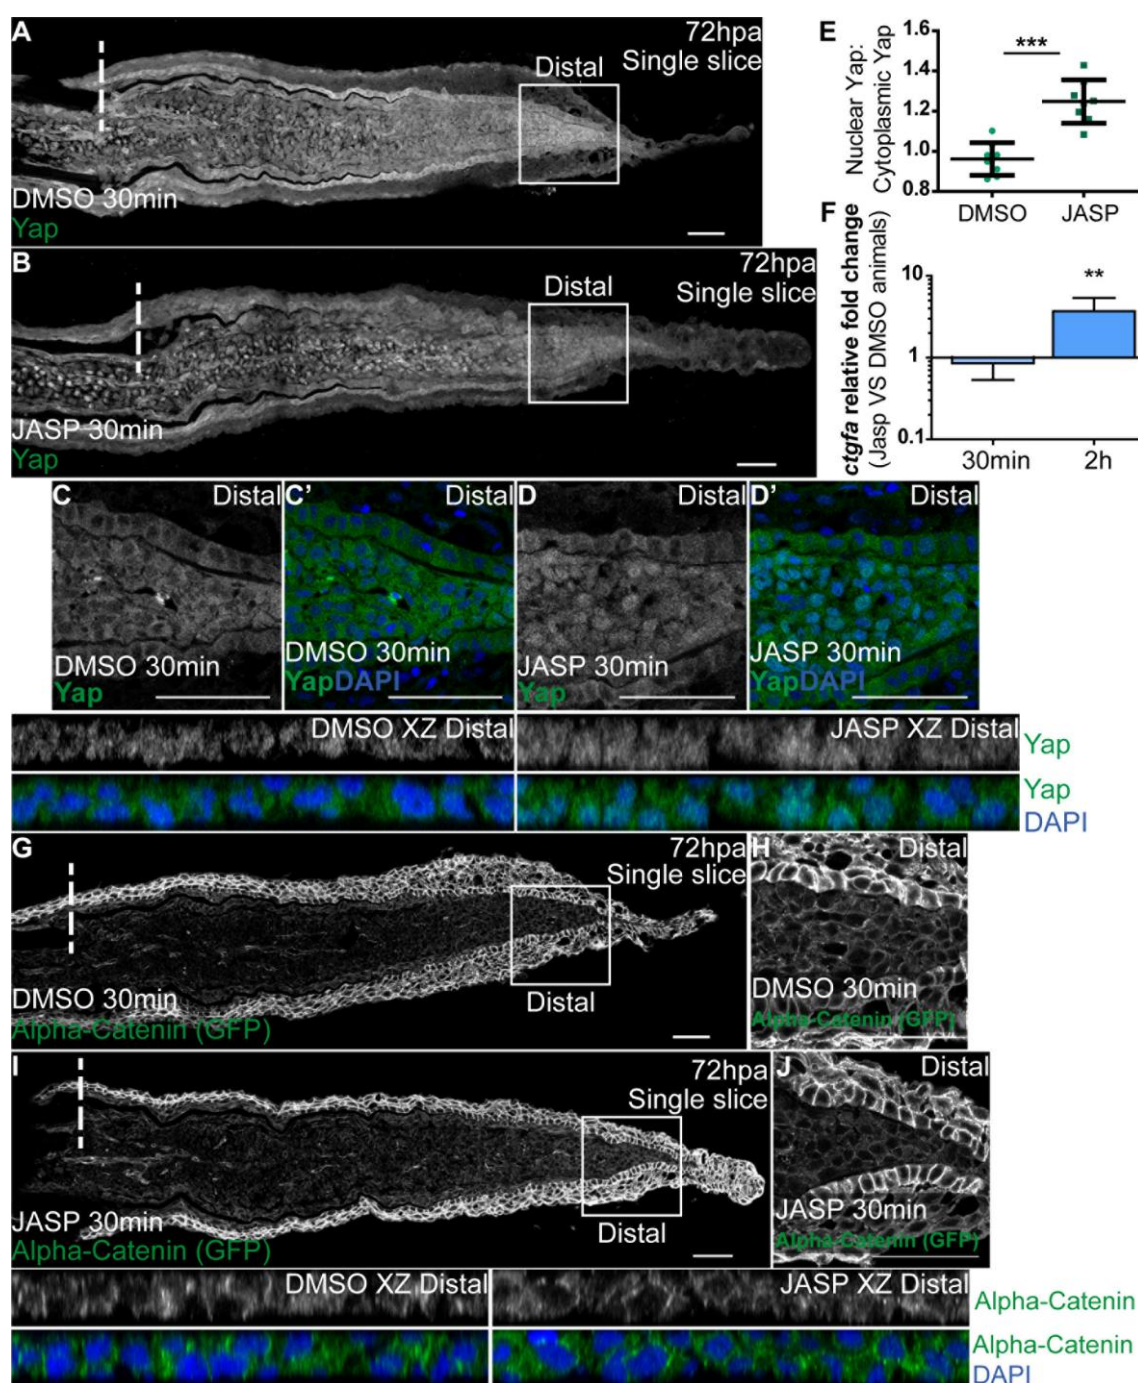 A
72hpa
Single slice
Distal
DMSO 30min
Yap
B
72hpa
Single slice
Distal
JASP 30min
Yap
E
Nuclear Yap:
Cytoplasmic Yap
1.6
1.4
1.2
1.0
0.8
***
DMSO
JASP
F
ctgfa relative fold change
(Jasp VS DMSO animals)
10
1
0.1
**
30min
2h
C
Distal
DMSO 30min
Yap
C'
Distal
DMSO 30min
YapDAPI
D
Distal
JASP 30min
Yap
D'
Distal
JASP 30min
YapDAPI
DMSO XZ Distal
JASP XZ Distal
Yap
Yap
DAPI
G
72hpa
Single slice
Distal
DMSO 30min
Alpha-Catenin (GFP)
H
Distal
DMSO 30min
Alpha-Catenin (GFP)
I
72hpa
Single slice
Distal
JASP 30min
Alpha-Catenin (GFP)
J
Distal
JASP 30min
Alpha-Catenin (GFP)
DMSO XZ Distal
JASP XZ Distal
Alpha-Catenin
Alpha-Catenin
DAPI